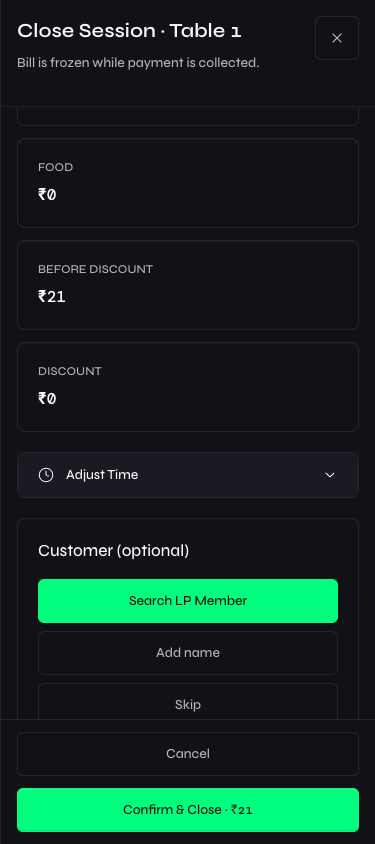 Close Session · Table 1
Bill is frozen while payment is collected.
FOOD
₹0
BEFORE DISCOUNT
₹21
DISCOUNT
₹0
Adjust Time
Customer (optional)
Search LP Member
Add name
Skip
Cancel
Confirm & Close · ₹21